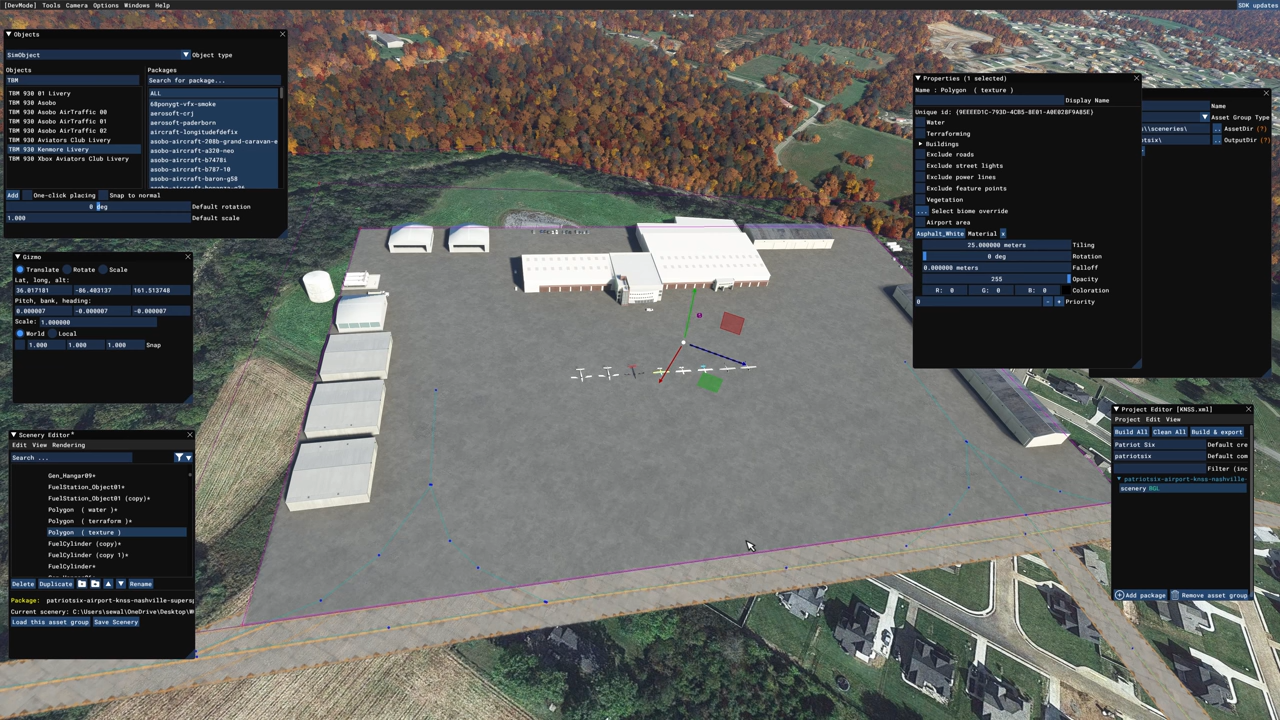 [DevMode] Tools Camera Options Windows Help
SDK updates
Objects
SimObject
Object type
Objects
Packages
TBM
Search for package...
TBM 930 01 Livery
TBM 930 Asobo
TBM 930 Asobo AirTraffic 00
TBM 930 Asobo AirTraffic 01
TBM 930 Asobo AirTraffic 02
TBM 930 Aviators Club Livery
TBM 930 Kenmore Livery
TBM 930 Xbox Aviators Club Livery
ALL
68ponygt-vfx-smoke
aerosoft-crj
aerosoft-paderborn
aircraft-longitudefdefix
asobo-aircraft-208b-grand-caravan-e
asobo-aircraft-a320-neo
asobo-aircraft-b7478i
asobo-aircraft-b787-10
asobo-aircraft-baron-g58
Add One-click placing Snap to normal
0 deg Default rotation
1.000 Default scale
Gizmo
Translate Rotate Scale
Lat, long, alt:
36.017181 -86.403137 161.513748
Pitch, bank, heading:
0.000007 -0.000007 -0.000007
Scale: 1.000000
World Local
1.000 1.000 1.000 Snap
Scenery Editor*
Edit View Rendering
Search ...
Gen_Hangar09*
FuelStation_Object01*
FuelStation_Object01 (copy)*
Polygon ( water )*
Polygon ( terraform )*
Polygon ( texture )
FuelCylinder (copy)*
FuelCylinder (copy 1)*
FuelCylinder*
Delete Duplicate Rename
Package: patriotsix-airport-knss-nashville-supersp
Current scenery: C:\Users\sewal\OneDrive\Desktop\
Load this asset group Save Scenery
Properties (1 selected)
Name : Polygon ( texture )
Display Name
Unique id: {9EEEED1C-793D-4CB5-8E01-A0E02BF9A85E}
Water
Terraforming
Buildings
Exclude roads
Exclude street lights
Exclude power lines
Exclude feature points
Vegetation
... Select biome override
Airport area
Asphalt_White Material x
25.000000 meters Tiling
0 deg Rotation
0.000000 meters Falloff
255 Opacity
R: 0 G: 0 B: 0 Coloration
0 - + Priority
Name
Asset Group Type
\\sceneries\ .. AssetDir (?)
otsix\ .. OutputDir (?)
Project Editor [KNSS.xml]
Project Edit View
Build All Clean All Build & export
Patriot Six Default cre
patriotsix Default com
Filter (inc
patriotsix-airport-knss-nashville-
scenery BGL
Add package Remove asset group